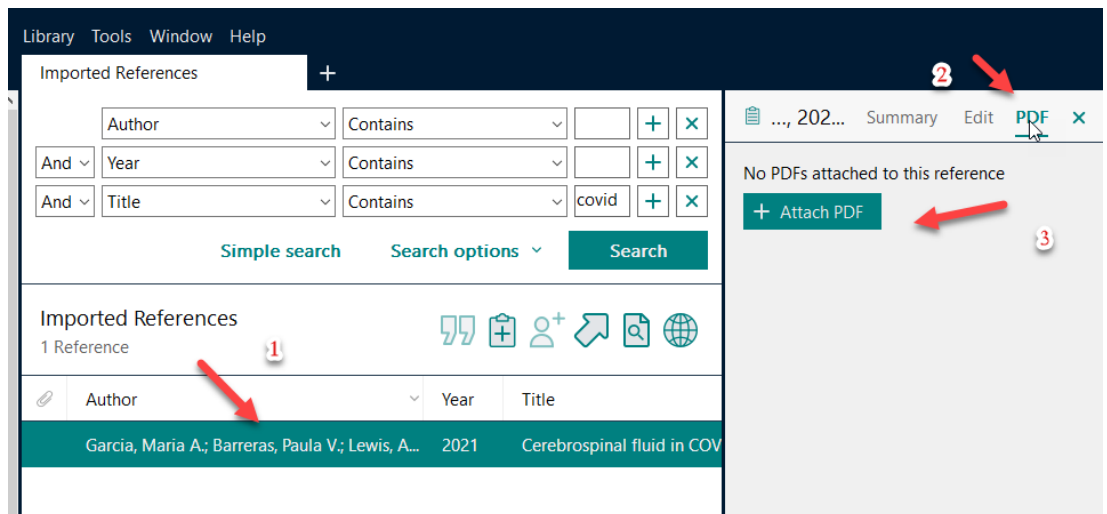 Library Tools Window Help
Imported References +
2
Author Contains + ×
And Year Contains + ×
And Title Contains covid + ×
Simple search Search options Search
Imported References
1 Reference
1
Author Year Title
Garcia, Maria A.; Barreras, Paula V.; Lewis, A... 2021 Cerebrospinal fluid in COV
..., 202... Summary Edit PDF ×
No PDFs attached to this reference
+ Attach PDF
3